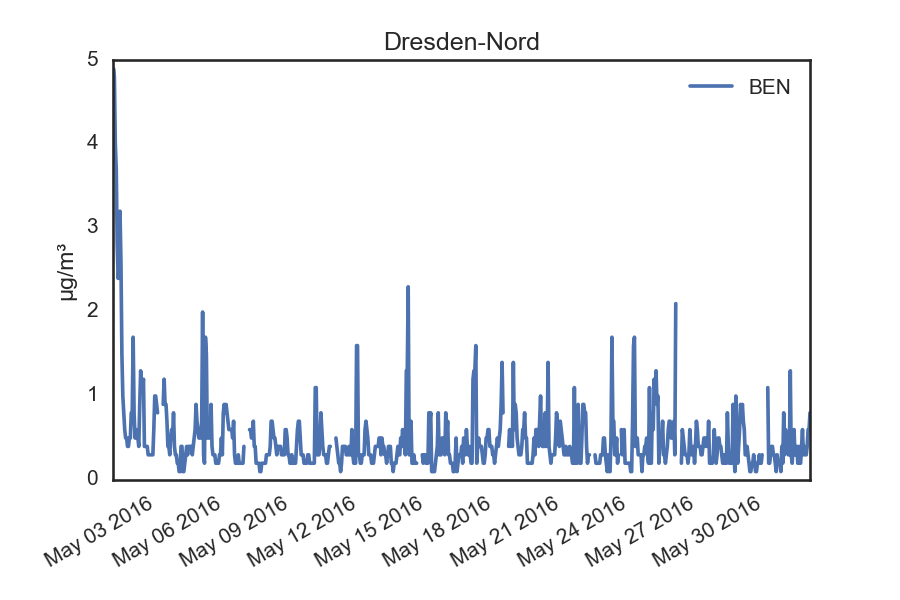 Dresden-Nord
BEN
µg/m³
5
4
3
2
1
0
May 03 2016
May 06 2016
May 09 2016
May 12 2016
May 15 2016
May 18 2016
May 21 2016
May 24 2016
May 27 2016
May 30 2016